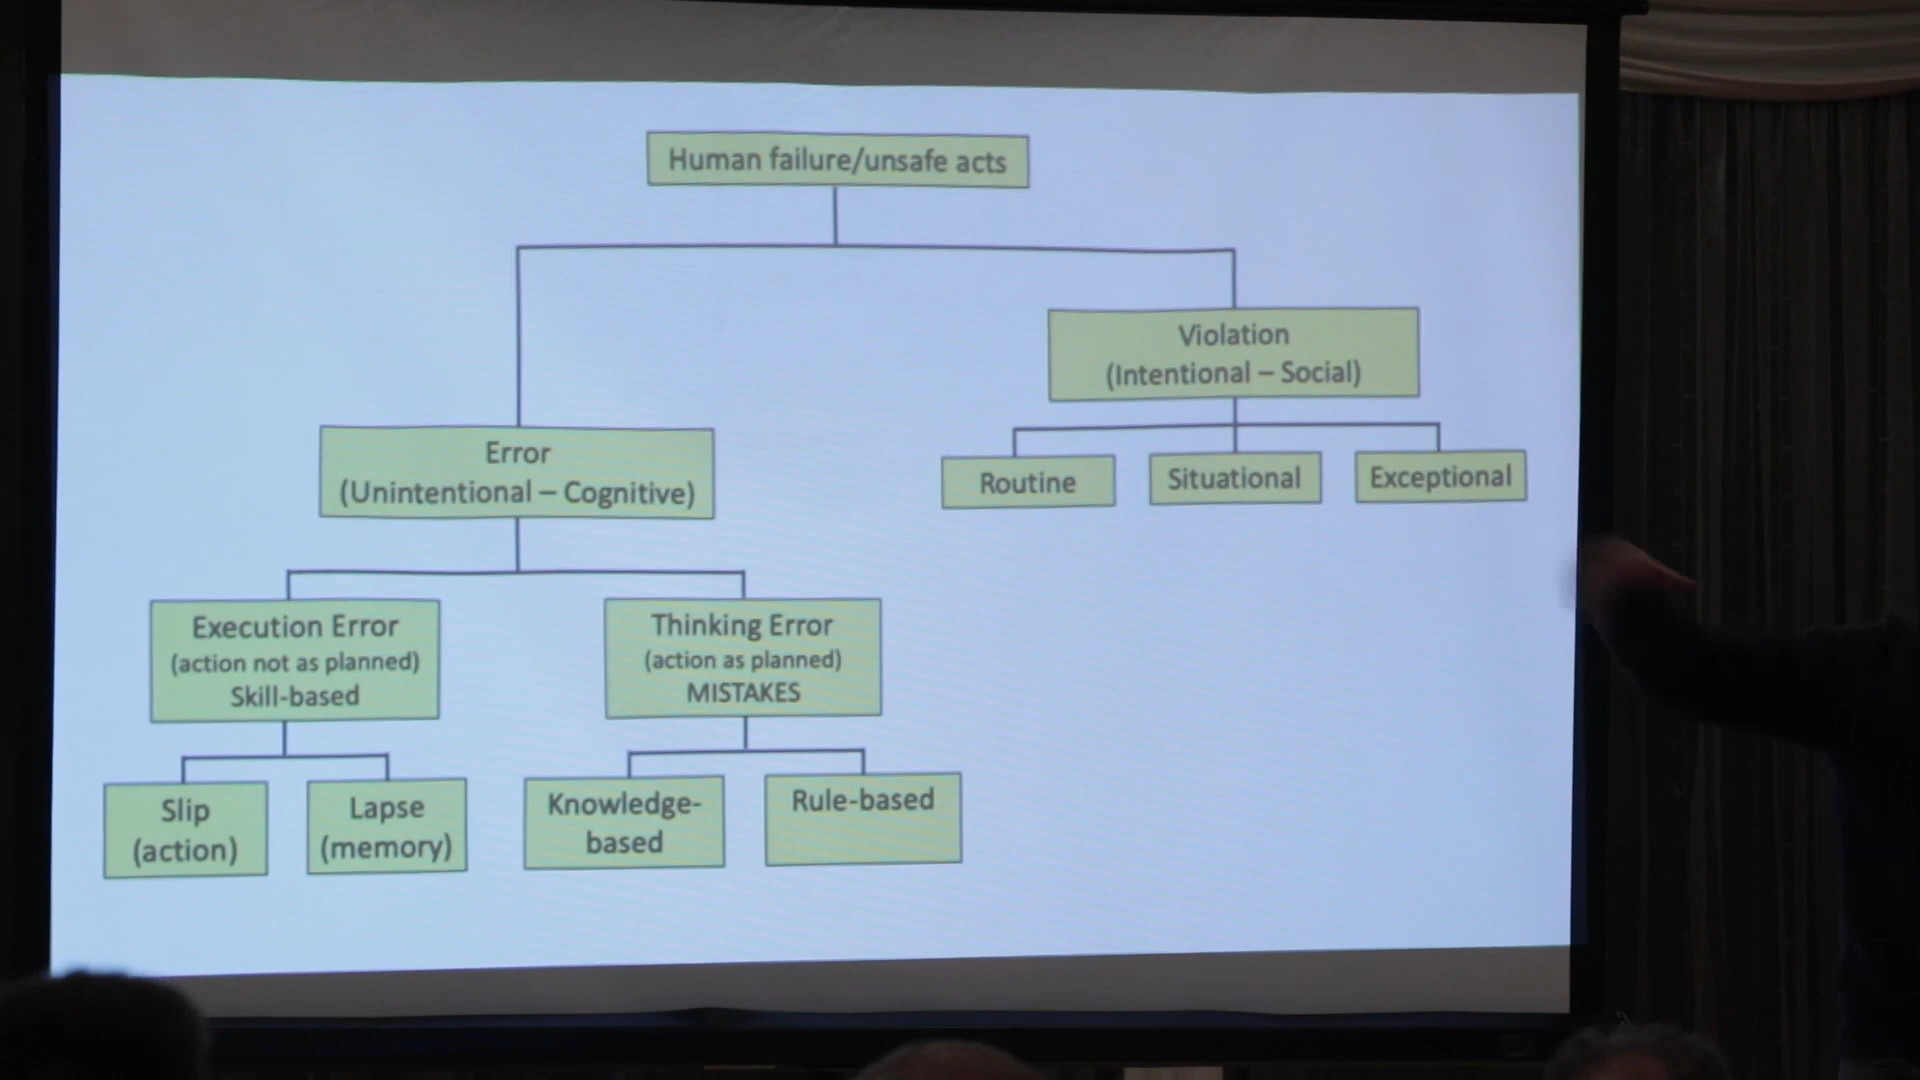 Human failure/unsafe acts
Violation
(Intentional – Social)
Error
(Unintentional – Cognitive)
Routine
Situational
Exceptional
Execution Error
(action not as planned)
Skill-based
Thinking Error
(action as planned)
MISTAKES
Slip
(action)
Lapse
(memory)
Knowledge-
based
Rule-based